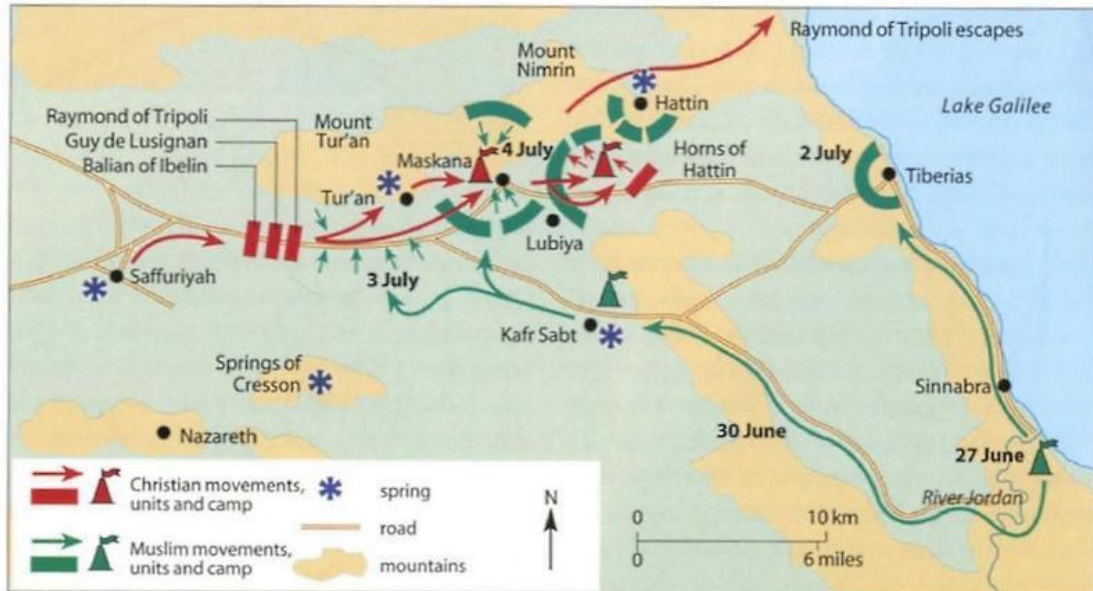 Raymond of Tripoli escapes
Mount
Nimrin
Hattin
Lake Galilee
Raymond of Tripoli
Guy de Lusignan
Balian of Ibelin
Mount
Tur'an
Maskana
4 July
Horns of
Hattin
2 July
Tiberias
Tur'an
Lubiya
Saffuriyah
3 July
Kafr Sabt
Springs of
Cresson
Sinnabra
Nazareth
30 June
27 June
River Jordan
Christian movements,
units and camp
spring
road
Muslim movements,
units and camp
mountains
N
0 10 km
0 6 miles